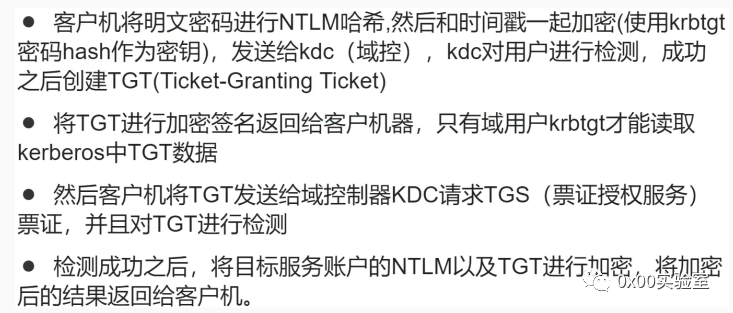 ● 客户机将明文密码进行NTLM哈希,然后和时间戳一起加密(使用krbtgt
密码hash作为密钥)，发送给kdc（域控）, kdc对用户进行检测，成功
之后创建TGT(Ticket-Granting Ticket)
● 将TGT进行加密签名返回给客户机器，只有域用户krbtgt才能读取
kerberos中TGT数据
● 然后客户机将TGT发送给域控制器KDC请求TGS（票证授权服务）
票证，并且对TGT进行检测
● 检测成功之后，将目标服务账户的NTLM以及TGT进行加密，将加密
后的结果返回给客户机。
0x00实验室